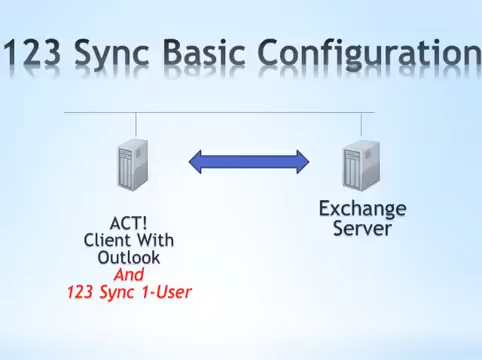 123 Sync Basic Configuration
ACT!
Client With
Outlook
And
123 Sync 1-User
Exchange
Server